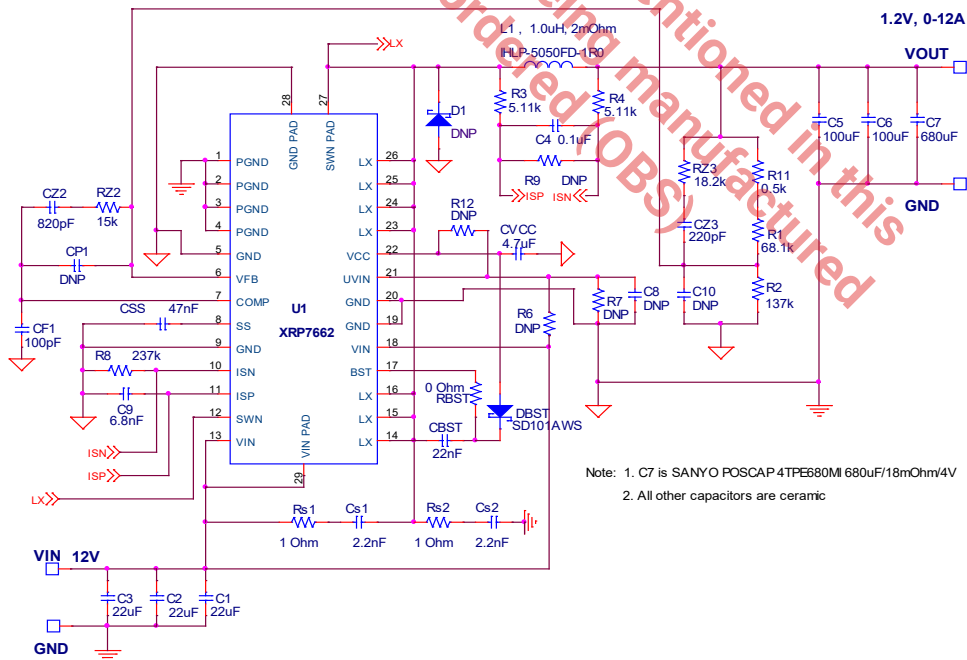 1.2V, 0-12A
VOUT
GND
L1 , 1.0uH, 2mOhm
IHLP-5050FD-1R0
LX
D1
DNP
R3
5.11k
R4
5.11k
C4 0.1uF
R9 DNP
ISP ISN
C5
100uF
C6
100uF
C7
680uF
RZ3
18.2k
CZ3
220pF
R11
0.5k
R1
68.1k
R2
137k
C10
DNP
C8
DNP
R7
DNP
R6
DNP
R12
DNP
CVCC
4.7uF
28
GND PAD
27
SWN PAD
1 PGND
2 PGND
3 PGND
4 PGND
5 GND
6 VFB
7 COMP
8 SS
9 GND
10 ISN
11 ISP
12 SWN
13 VIN
U1
XRP7662
LX 26
LX 25
LX 24
LX 23
VCC 22
UVIN 21
GND 20
GND 19
VIN 18
BST 17
LX 16
LX 15
LX 14
VIN PAD
29
CZ2
820pF
RZ2
15k
CP1
DNP
CF1
100pF
CSS 47nF
R8 237k
C9
6.8nF
ISN
ISP
LX
0 Ohm
RBST
CBST
22nF
DBST
SD101AWS
Rs1
1 Ohm
Cs1
2.2nF
Rs2
1 Ohm
Cs2
2.2nF
VIN 12V
C3
22uF
C2
22uF
C1
22uF
GND
Note: 1. C7 is SANYO POSCAP 4TPE680MI 680uF/18mOhm/4V
2. All other capacitors are ceramic
mentioned in this
being manufactured
ordered (OBS)